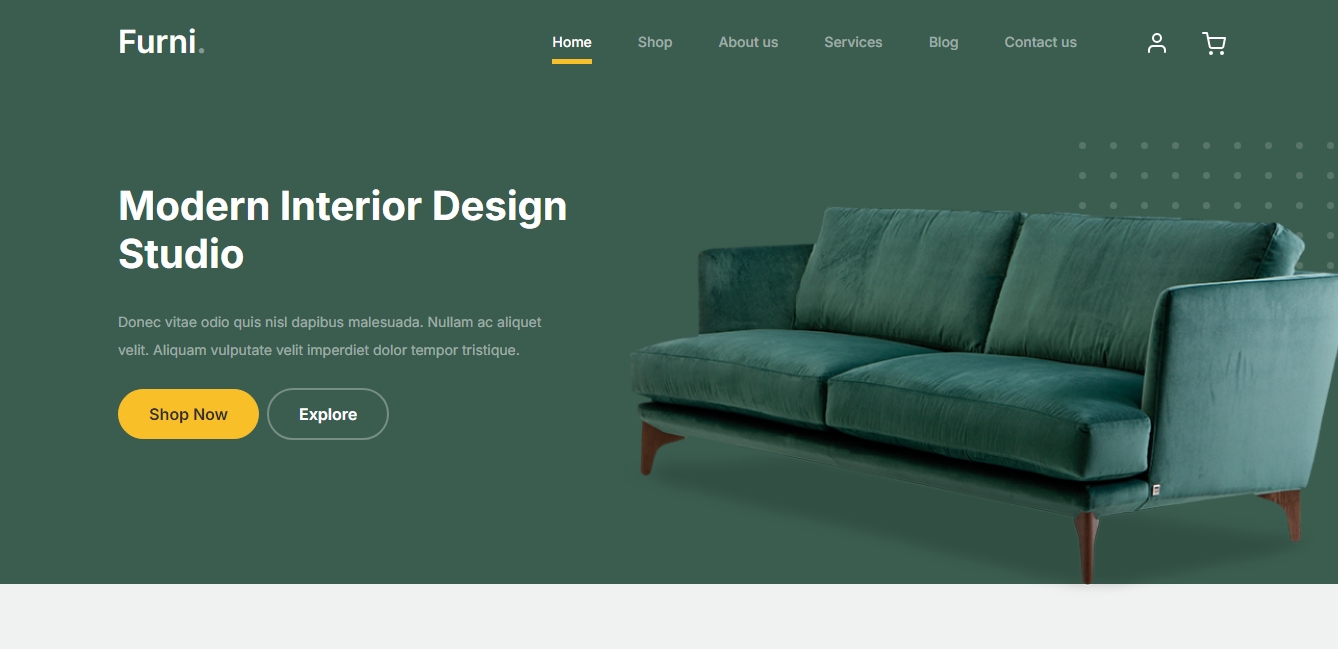 Furni.
Home Shop About us Services Blog Contact us
Modern Interior Design
Studio
Donec vitae odio quis nisl dapibus malesuada. Nullam ac aliquet
velit. Aliquam vulputate velit imperdiet dolor tempor tristique.
Shop Now Explore